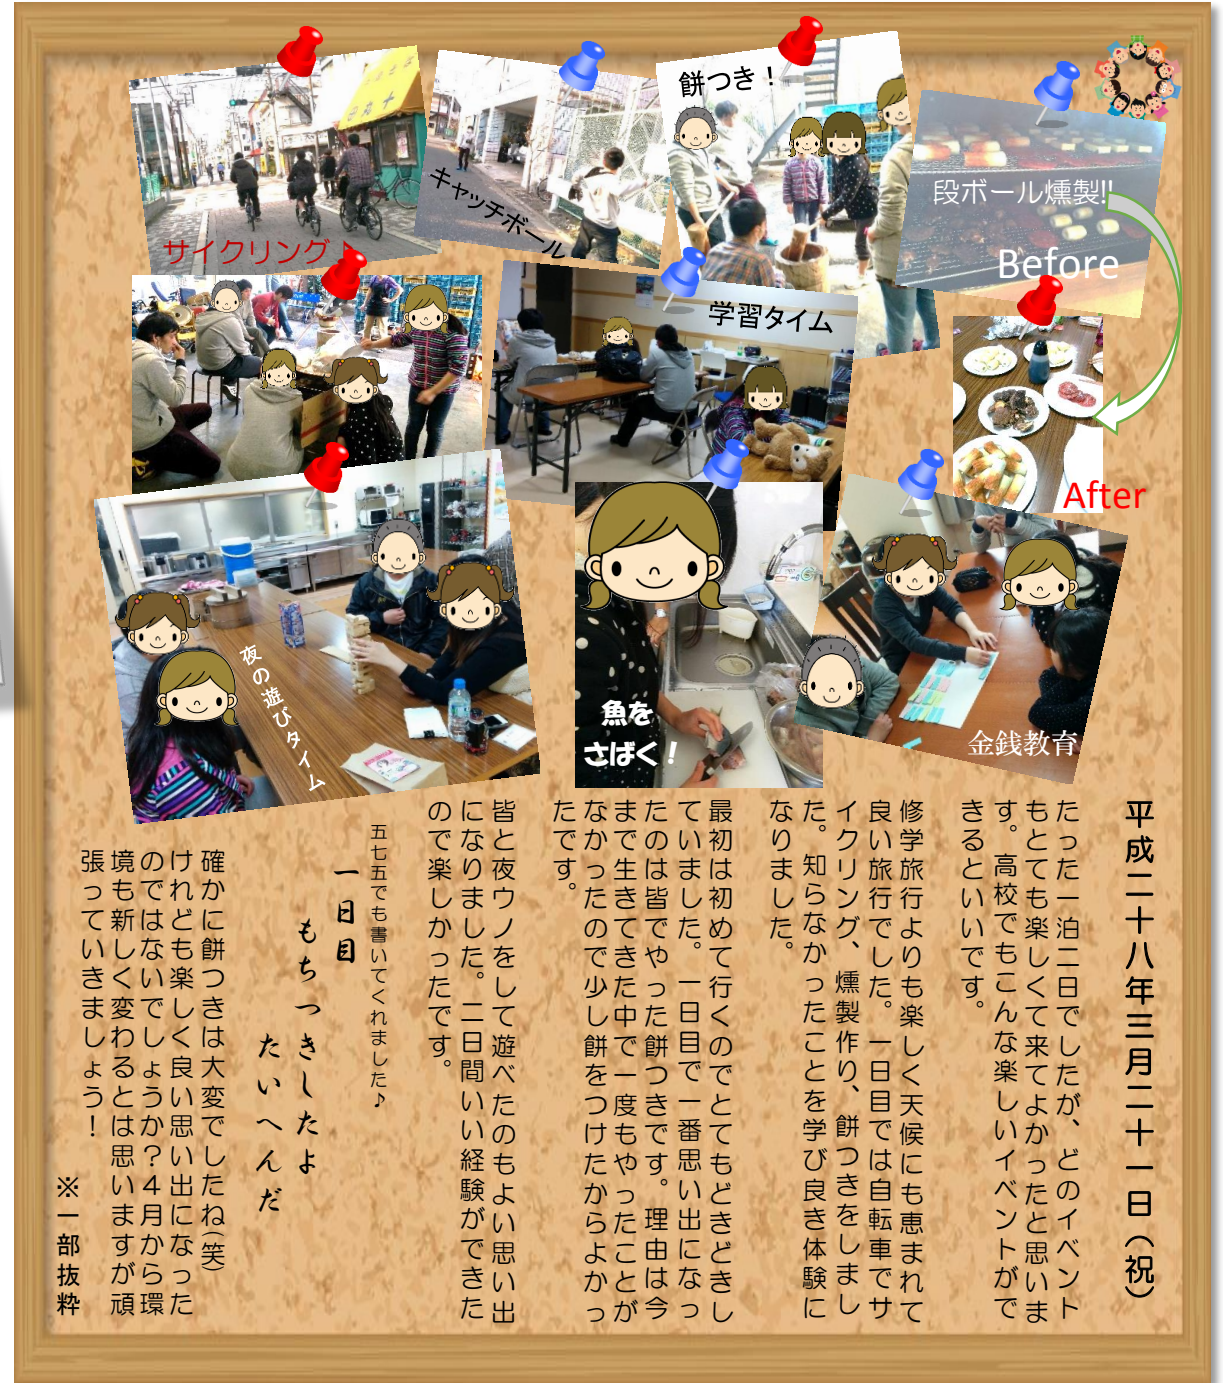 餅つき！
段ボール燻製!!
Before
キャッチボール
サイクリング
学習タイム
After
夜の遊びタイム
魚を
さばく！
金銭教育
平成二十八年三月二十一日（祝）
たった一泊二日でしたが、どのイベント
もとても楽しくて来てよかったと思いま
す。高校でもこんな楽しいイベントがで
きるといいです。
修学旅行よりも楽しく天候にも恵まれて
良い旅行でした。一日目では自転車でサ
イクリング、燻製作り、餅つきをしまし
た。知らなかったことを学び良き体験に
なりました。
最初は初めて行くのでとてもどきどきし
ていました。一日目で一番思い出になっ
たのは皆でやった餅つきです。理由は今
まで生きてきた中で一度もやったことが
なかったので少し餅をつけたからよかっ
たです。
皆と夜ウノをして遊べたのもよい思い出
になりました。二日間いい経験ができた
ので楽しかったです。
五七五でも書いてくれました♪
一日目
もちつきしたよ
たいへんだ
確かに餅つきは大変でしたね(笑)
けれども楽しく良い思い出になった
のではないでしょうか？４月から環
境も新しく変わるとは思いますが頑
張っていきましょう！
※一部抜粋